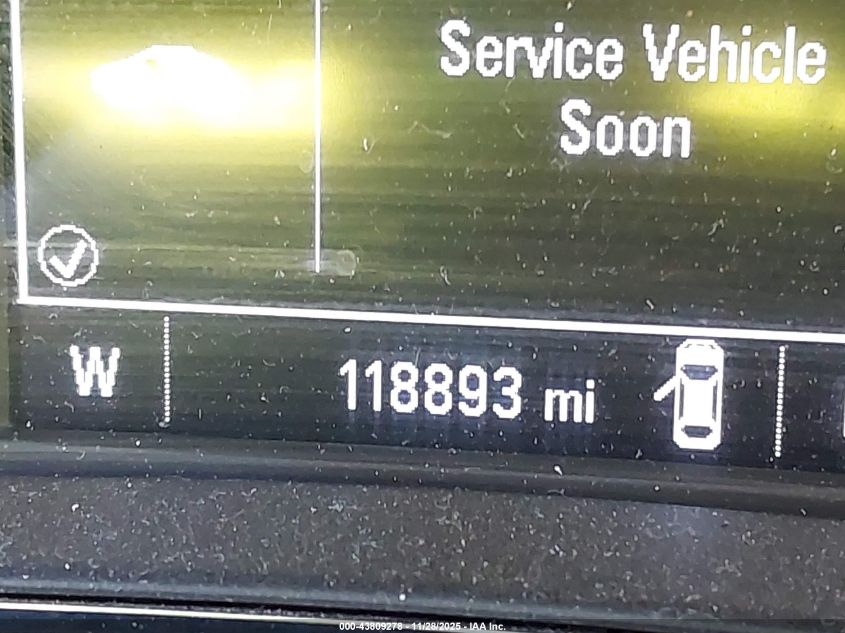 Service Vehicle
Soon
W
118893 mi
000-43809278 - 11/28/2025 - IAA Inc.